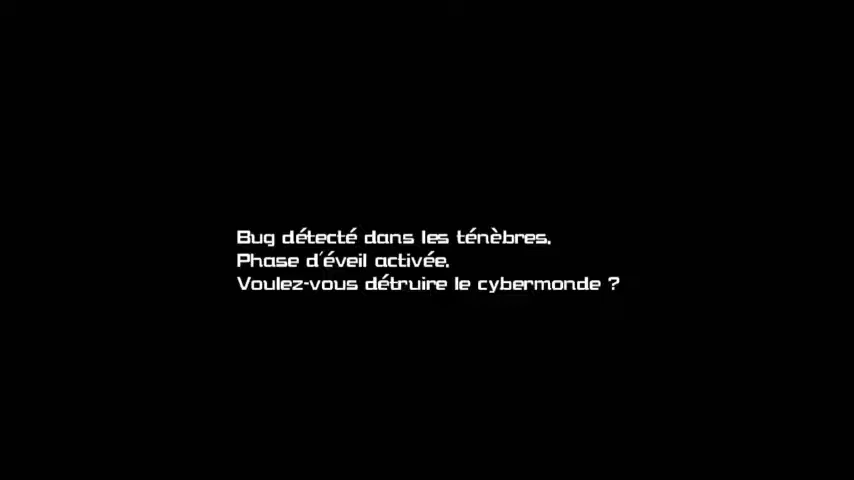 Bug détecté dans les ténèbres.
Phase d'éveil activée.
Voulez-vous détruire le cybermonde ?